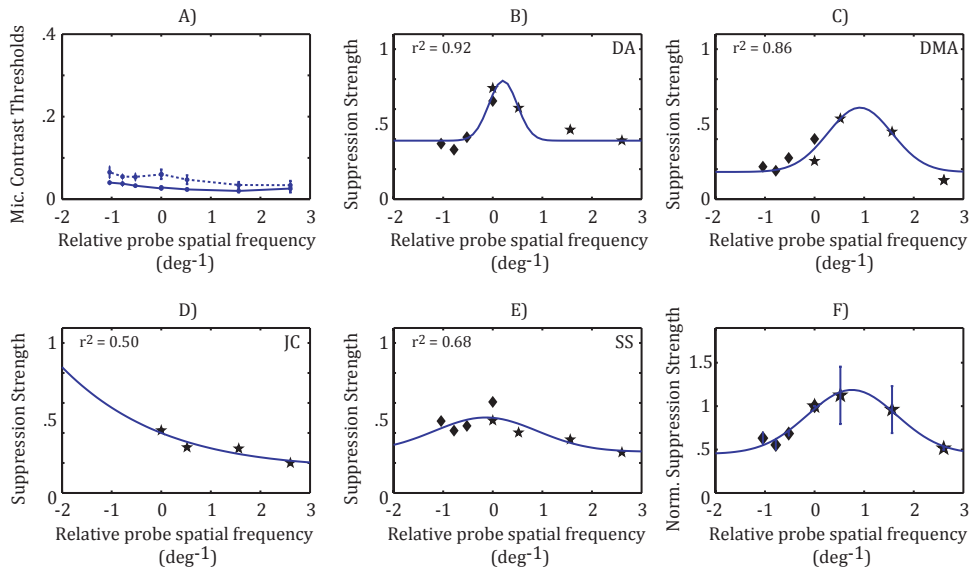 A)
.4
.2
0
-2 -1 0 1 2 3
Mic. Contrast Thresholds
Relative probe spatial frequency
(deg-1)
B)
r2 = 0.92
DA
1
.5
0
-2 -1 0 1 2 3
Suppression Strength
Relative probe spatial frequency
(deg-1)
C)
r2 = 0.86
DMA
1
.5
0
-2 -1 0 1 2 3
Suppression Strength
Relative probe spatial frequency
(deg-1)
D)
r2 = 0.50
JC
1
.5
0
-2 -1 0 1 2 3
Suppression Strength
Relative probe spatial frequency
(deg-1)
E)
r2 = 0.68
SS
1
.5
0
-2 -1 0 1 2 3
Suppression Strength
Relative probe spatial frequency
(deg-1)
F)
1.5
1
.5
0
-2 -1 0 1 2 3
Norm. Suppression Strength
Relative probe spatial frequency
(deg-1)